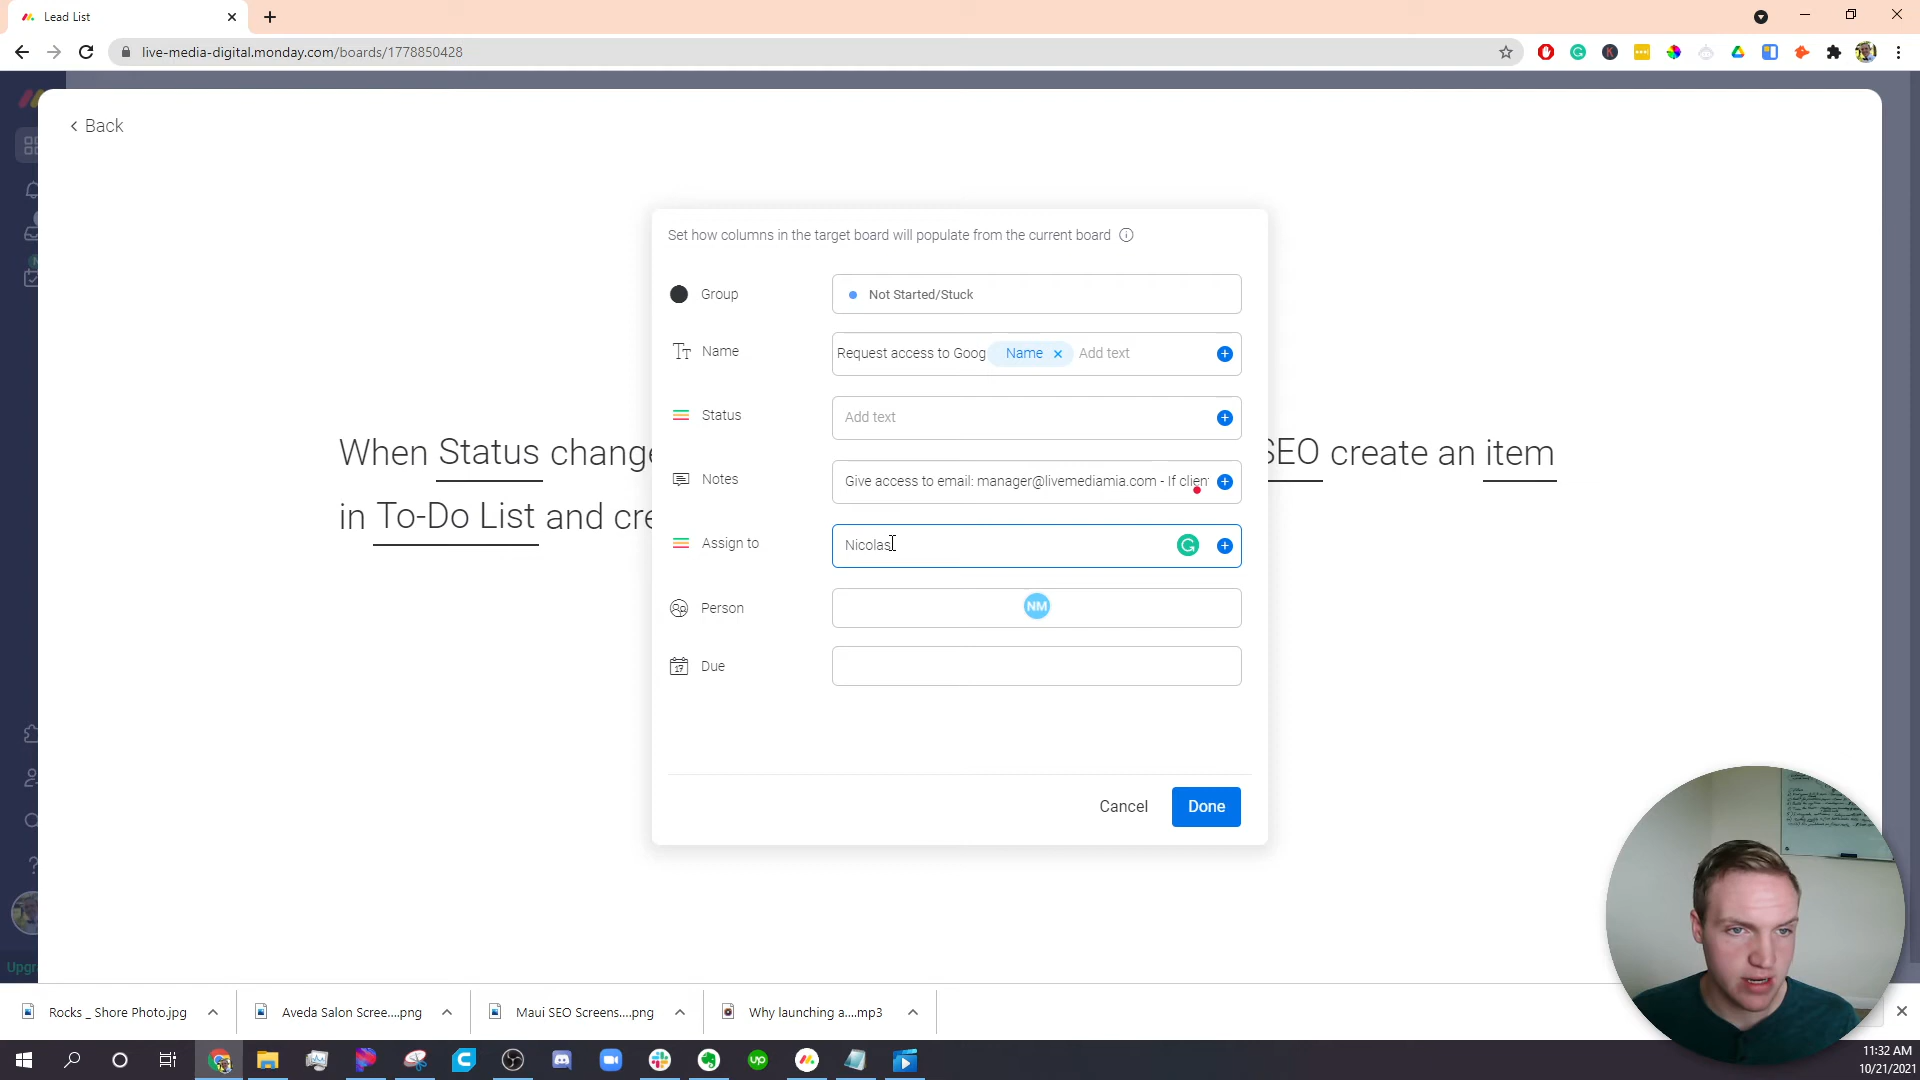 Lead List
live-media-digital.monday.com/boards/1778850428
Back
Set how columns in the target board will populate from the current board
Group
Not Started/Stuck
Name
Request access to Goog Name × Add text
Status
Add text
When Status change
SEO create an item
Notes
Give access to email: manager@livemediamia.com - If clien
in To-Do List and cre
Assign to
Nicolas
Person
NM
Due
Cancel
Done
Upgr
Rocks _ Shore Photo.jpg
Aveda Salon Scree....png
Maui SEO Screens....png
Why launching a....mp3
11:32 AM
10/21/2021